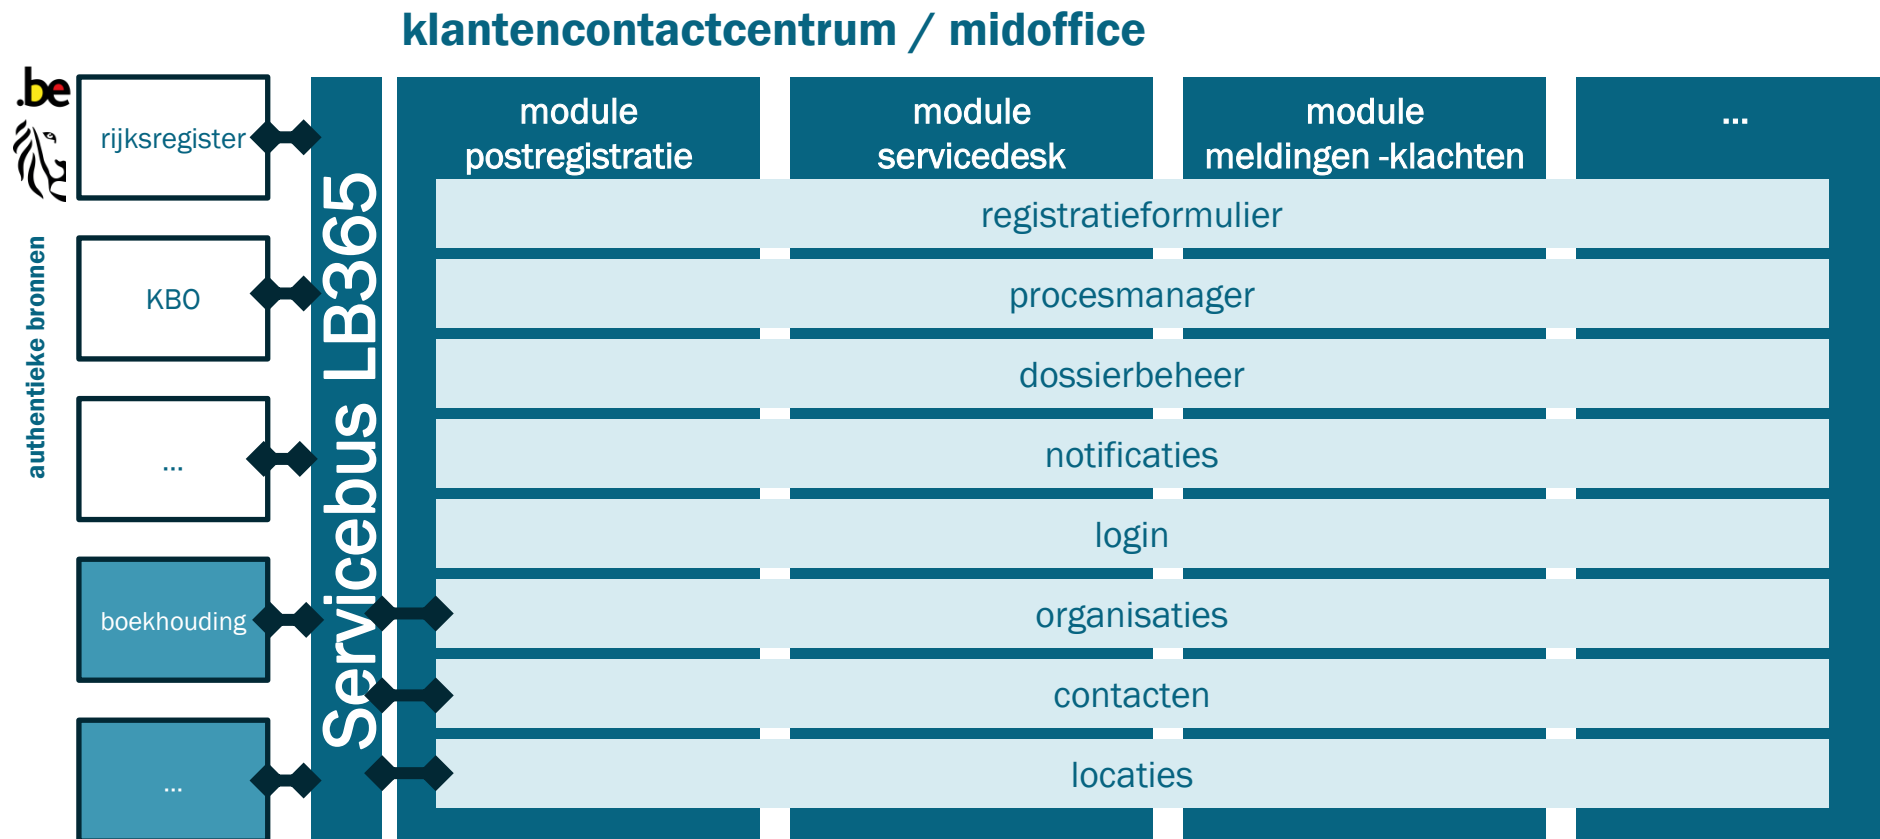 klantencontactcentrum / midoffice
.be
rijksregister
KBO
...
boekhouding
...
authentieke bronnen
Servicebus LB365
module
postregistratie
module
servicedesk
module
meldingen -klachten
...
registratieformulier
procesmanager
dossierbeheer
notificaties
login
organisaties
contacten
locaties